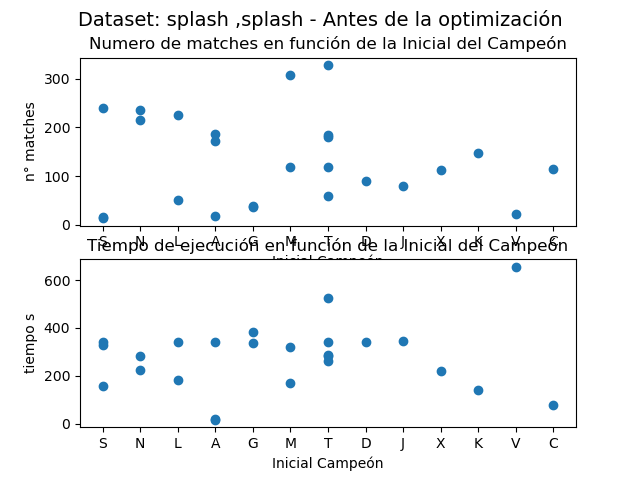 Dataset: splash ,splash - Antes de la optimización
Numero de matches en función de la Inicial del Campeón
300
200
100
0
n° matches
S N L A G M T D J X K V C
Inicial Campeón
Tiempo de ejecución en función de la Inicial del Campeón
600
400
200
0
tiempo s
S N L A G M T D J X K V C
Inicial Campeón